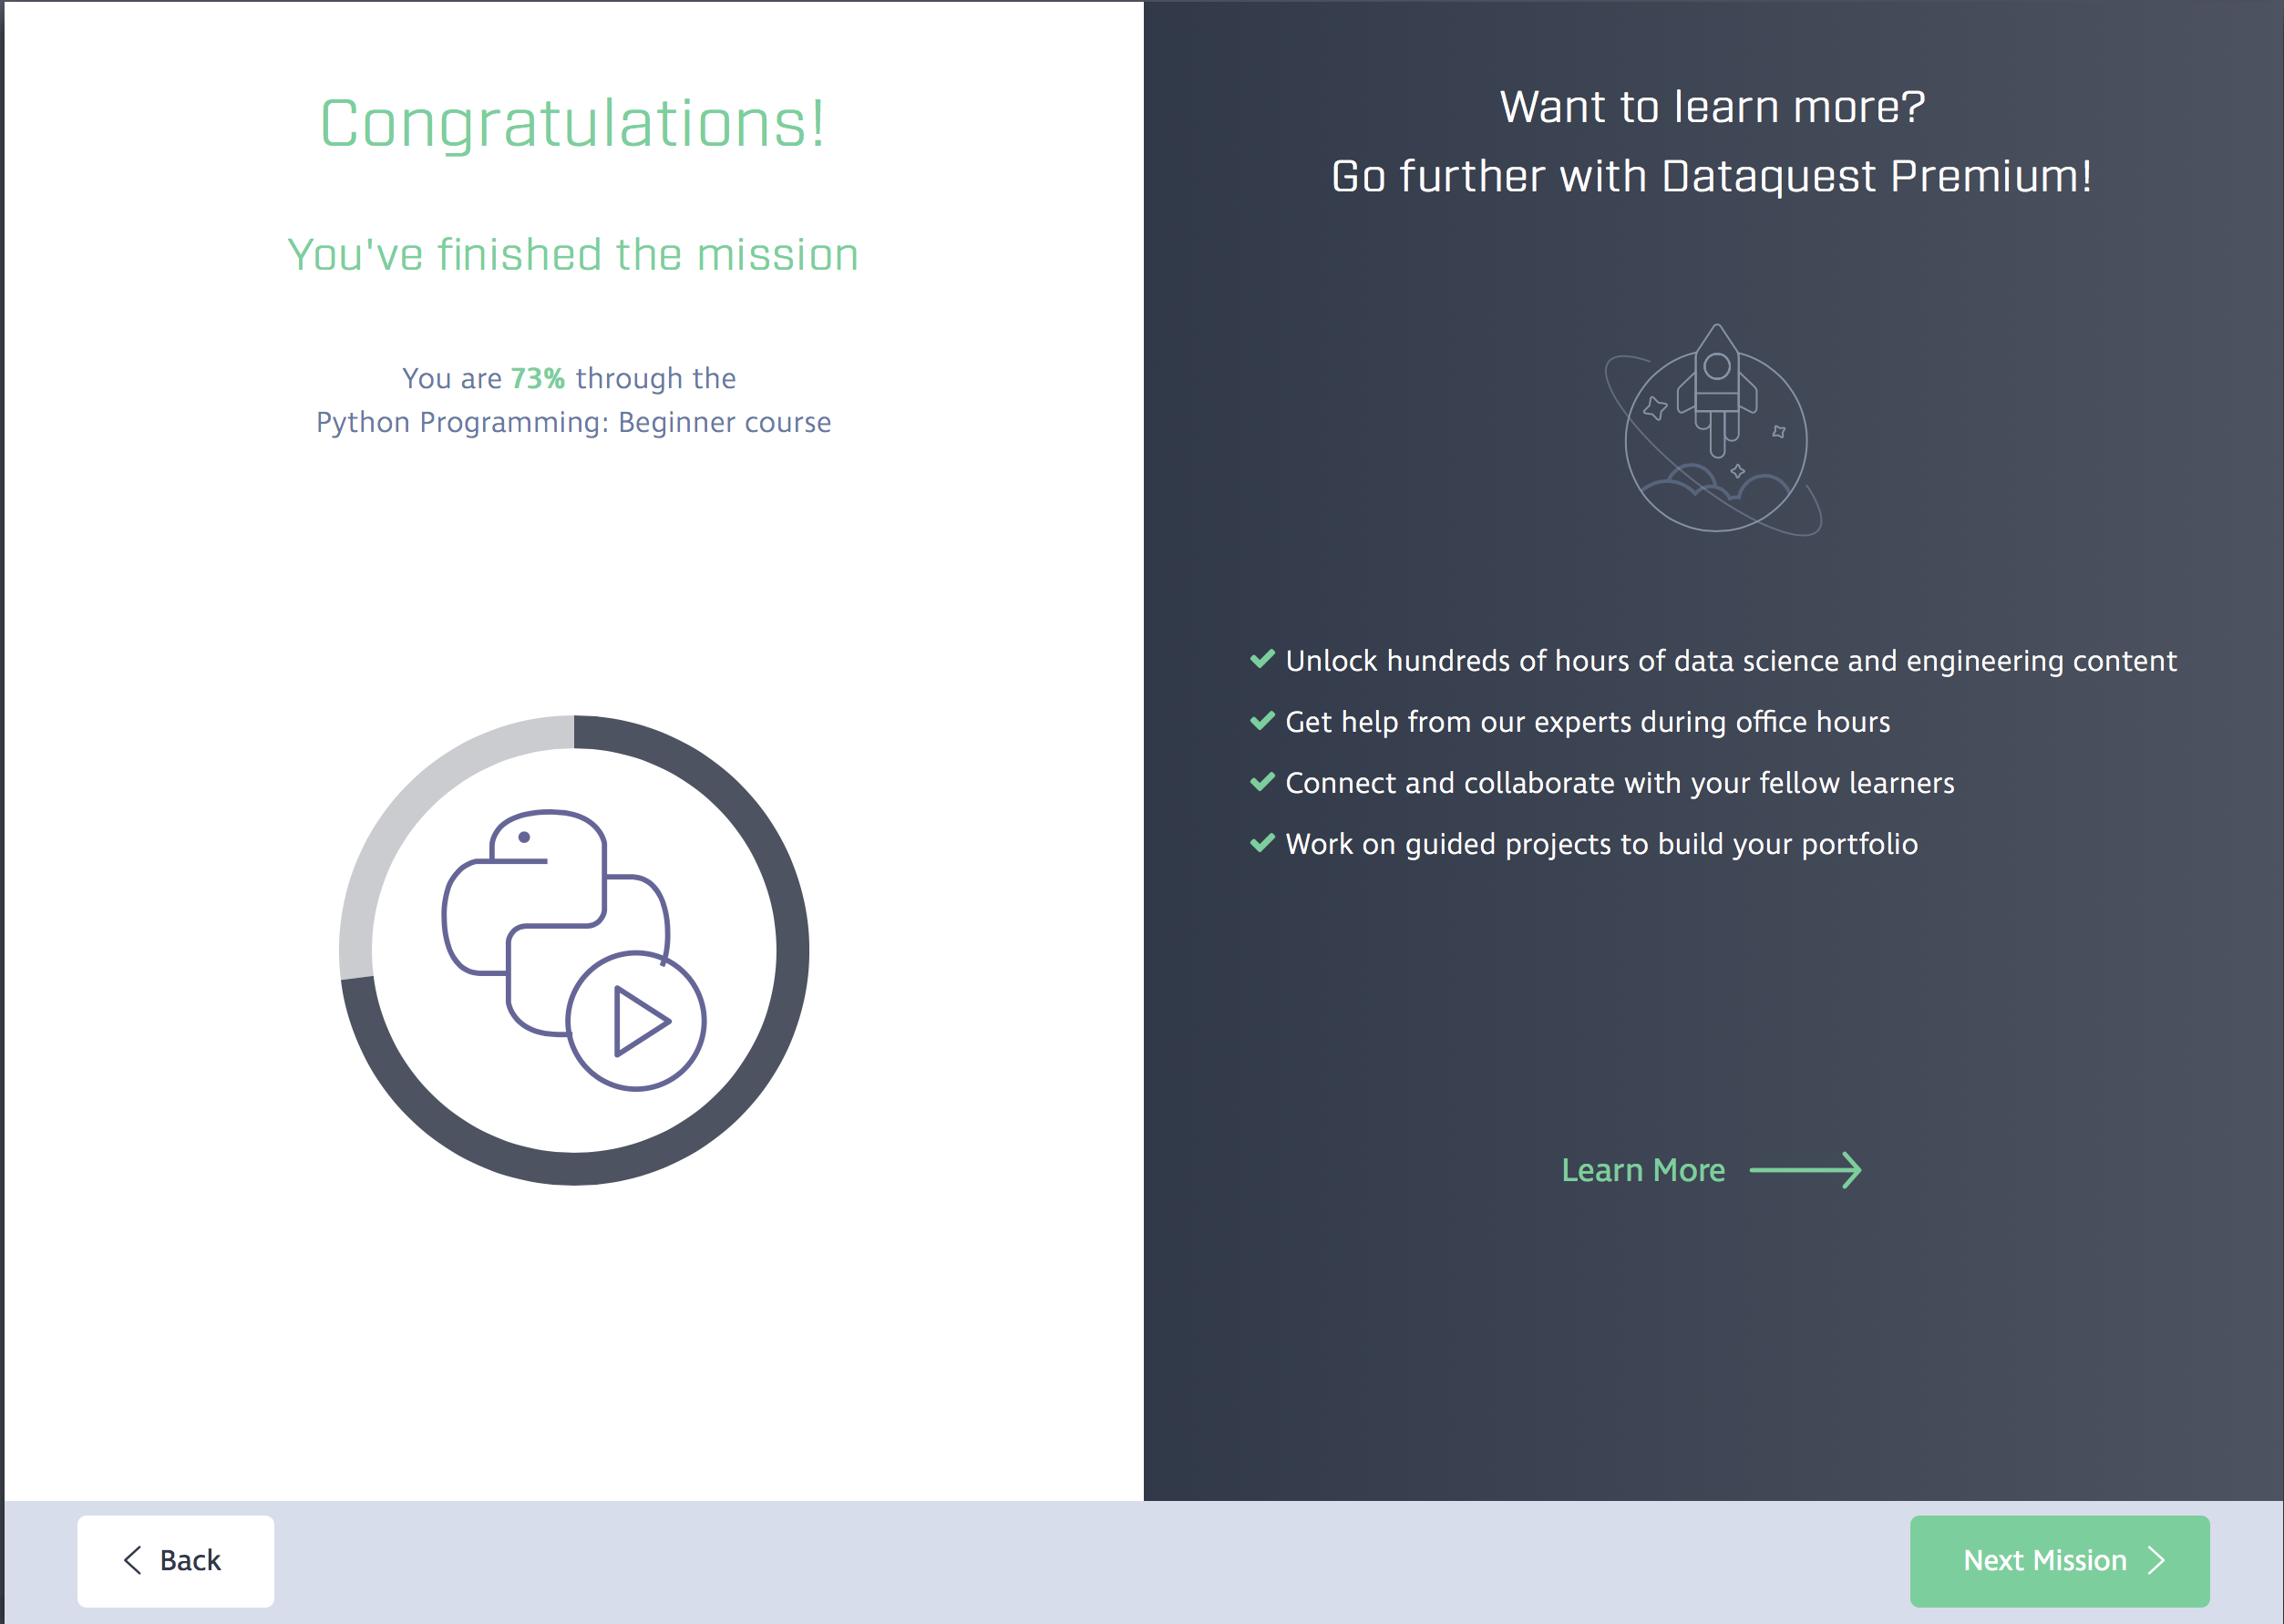 Congratulations!
You've finished the mission
You are 73% through the
Python Programming: Beginner course
Want to learn more?
Go further with Dataquest Premium!
Unlock hundreds of hours of data science and engineering content
Get help from our experts during office hours
Connect and collaborate with your fellow learners
Work on guided projects to build your portfolio
Learn More
Back
Next Mission